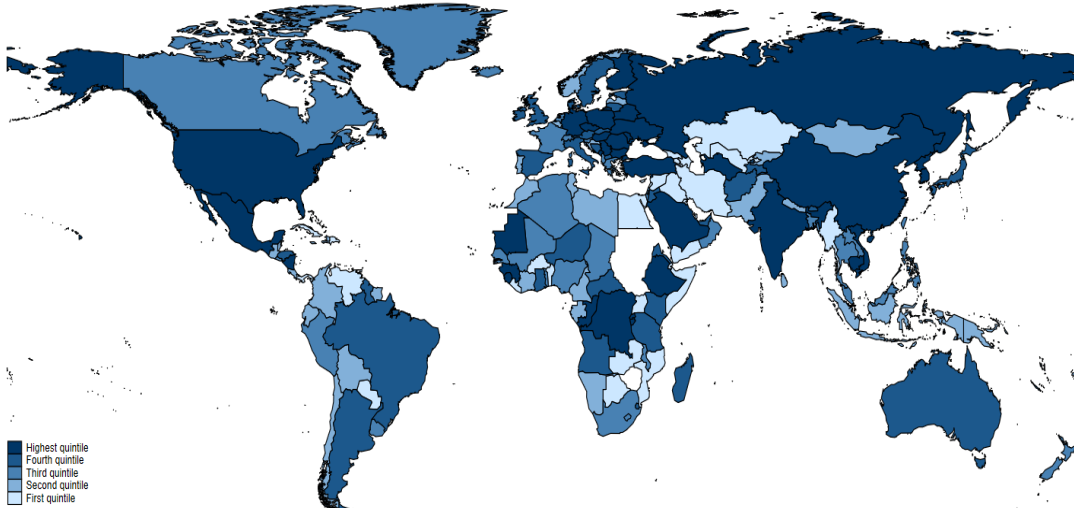 Highest quintile
Fourth quintile
Third quintile
Second quintile
First quintile